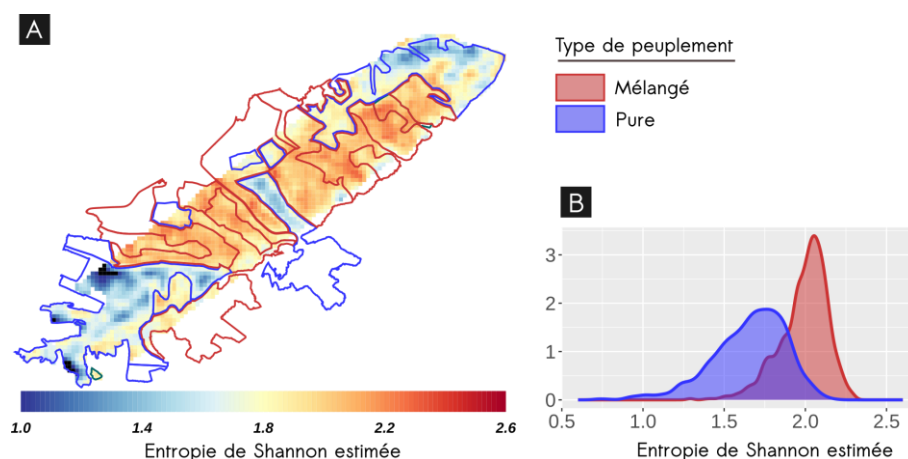 A
Type de peuplement
Mélangé
Pure
B
3
2
1
0
0.5 1.0 1.5 2.0 2.5
Entropie de Shannon estimée
1.0 1.4 1.8 2.2 2.6
Entropie de Shannon estimée